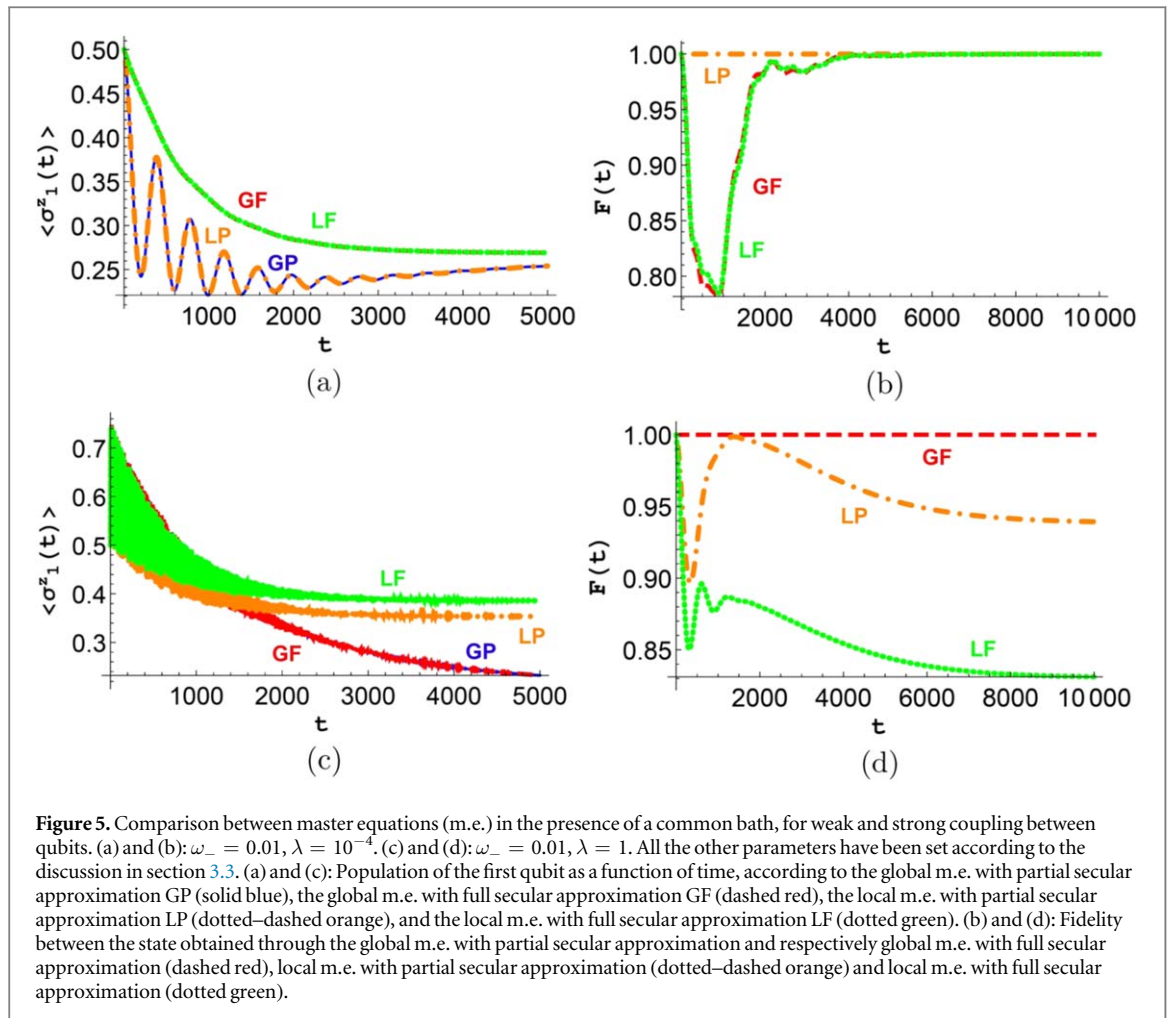 0.50
0.45
0.40
0.35
0.30
0.25
<σᶻ₁(t)>
GF
LF
LP
GP
1000 2000 3000 4000 5000
t
(a)
1.00
0.95
0.90
0.85
0.80
F(t)
LP
GF
LF
2000 4000 6000 8000 10 000
t
(b)
0.7
0.6
0.5
0.4
0.3
<σᶻ₁(t)>
LF
LP
GF
GP
1000 2000 3000 4000 5000
t
(c)
1.00
0.95
0.90
0.85
F(t)
GF
LP
LF
2000 4000 6000 8000 10 000
t
(d)
Figure 5. Comparison between master equations (m.e.) in the presence of a common bath, for weak and strong coupling between
qubits. (a) and (b): ω₋ = 0.01, λ = 10⁻⁴. (c) and (d): ω₋ = 0.01, λ = 1. All the other parameters have been set according to the
discussion in section 3.3. (a) and (c): Population of the first qubit as a function of time, according to the global m.e. with partial secular
approximation GP (solid blue), the global m.e. with full secular approximation GF (dashed red), the local m.e. with partial secular
approximation LP (dotted–dashed orange), and the local m.e. with full secular approximation LF (dotted green). (b) and (d): Fidelity
between the state obtained through the global m.e. with partial secular approximation and respectively global m.e. with full secular
approximation (dashed red), local m.e. with partial secular approximation (dotted–dashed orange) and local m.e. with full secular
approximation (dotted green).